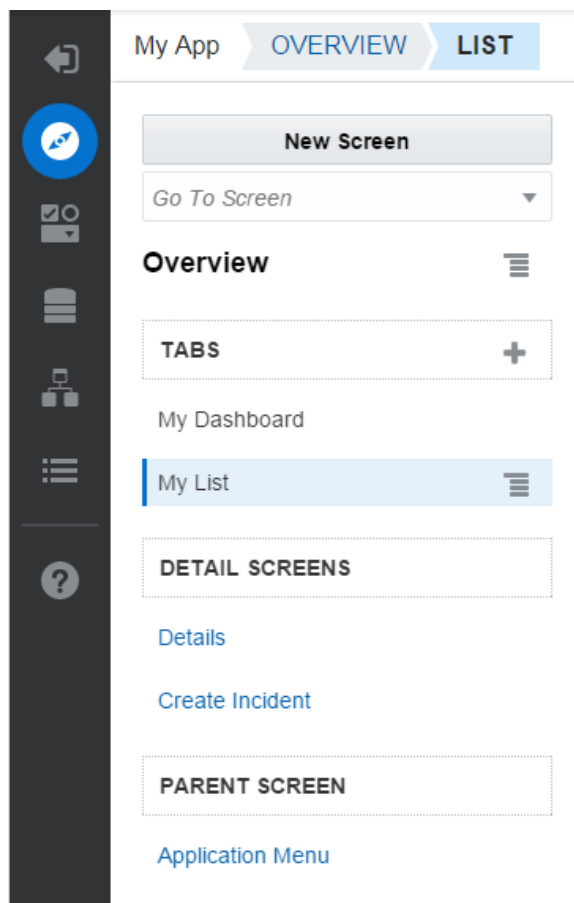 My App OVERVIEW LIST
New Screen
Go To Screen
Overview
TABS
My Dashboard
My List
DETAIL SCREENS
Details
Create Incident
PARENT SCREEN
Application Menu